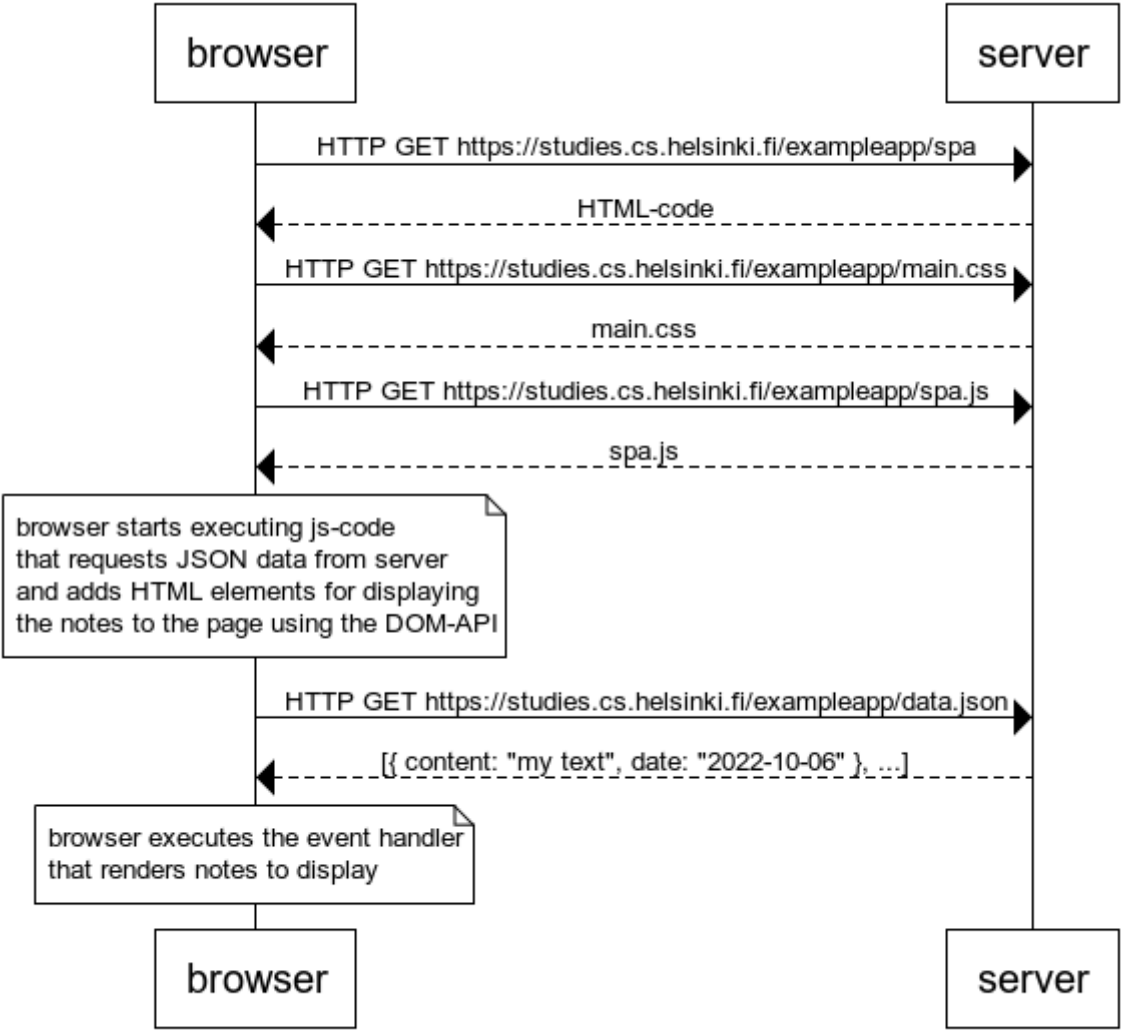 browser
server
HTTP GET https://studies.cs.helsinki.fi/exampleapp/spa
HTML-code
HTTP GET https://studies.cs.helsinki.fi/exampleapp/main.css
main.css
HTTP GET https://studies.cs.helsinki.fi/exampleapp/spa.js
spa.js
browser starts executing js-code
that requests JSON data from server
and adds HTML elements for displaying
the notes to the page using the DOM-API
HTTP GET https://studies.cs.helsinki.fi/exampleapp/data.json
[{ content: "my text", date: "2022-10-06" }, ...]
browser executes the event handler
that renders notes to display
browser
server